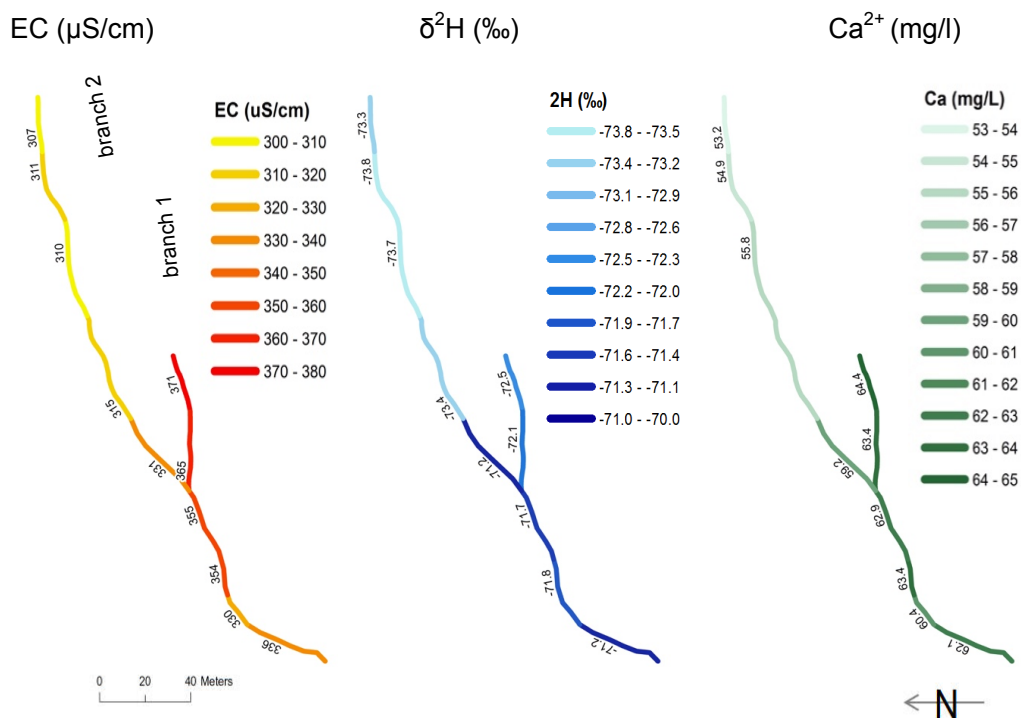 EC (µS/cm)
branch 2
branch 1
307
311
310
315
331
371
365
355
354
330
336
EC (uS/cm)
300 - 310
310 - 320
320 - 330
330 - 340
340 - 350
350 - 360
360 - 370
370 - 380
0 20 40 Meters
δ²H (‰)
-73.3
-73.8
-73.7
-73.4
-71.2
-72.5
-72.1
-71.7
-71.8
-71.2
2H (‰)
-73.8 - -73.5
-73.4 - -73.2
-73.1 - -72.9
-72.8 - -72.6
-72.5 - -72.3
-72.2 - -72.0
-71.9 - -71.7
-71.6 - -71.4
-71.3 - -71.1
-71.0 - -70.0
Ca²⁺ (mg/l)
53.2
54.9
55.8
59.2
64.4
63.4
62.9
63.4
60.4
62.1
Ca (mg/L)
53 - 54
54 - 55
55 - 56
56 - 57
57 - 58
58 - 59
59 - 60
60 - 61
61 - 62
62 - 63
63 - 64
64 - 65
N